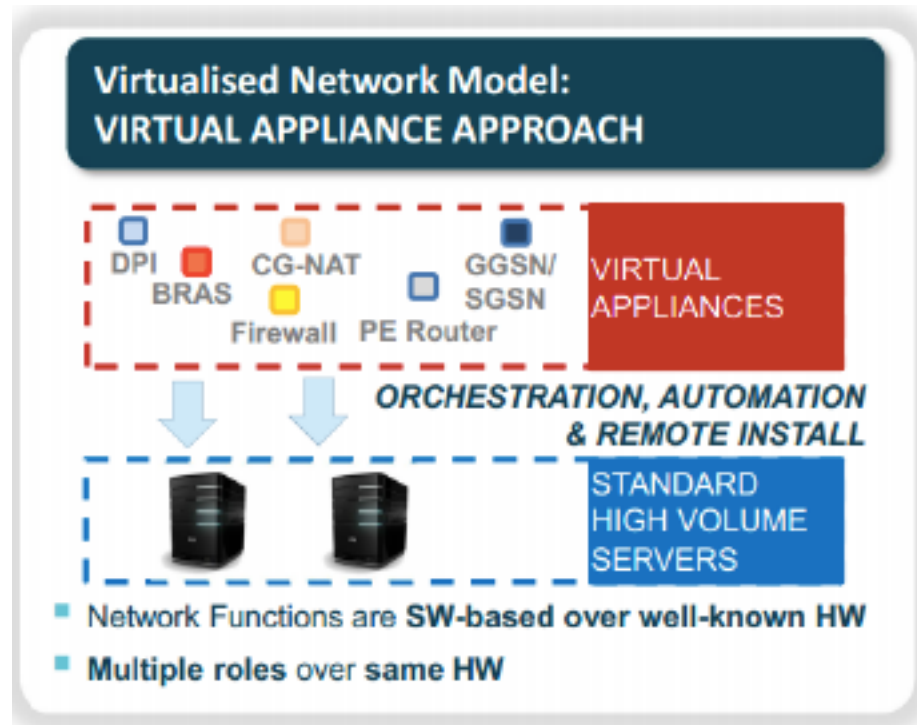 Virtualised Network Model:
VIRTUAL APPLIANCE APPROACH
DPI
BRAS
CG-NAT
Firewall
PE Router
GGSN/
SGSN
VIRTUAL
APPLIANCES
ORCHESTRATION, AUTOMATION
& REMOTE INSTALL
STANDARD
HIGH VOLUME
SERVERS
Network Functions are SW-based over well-known HW
Multiple roles over same HW